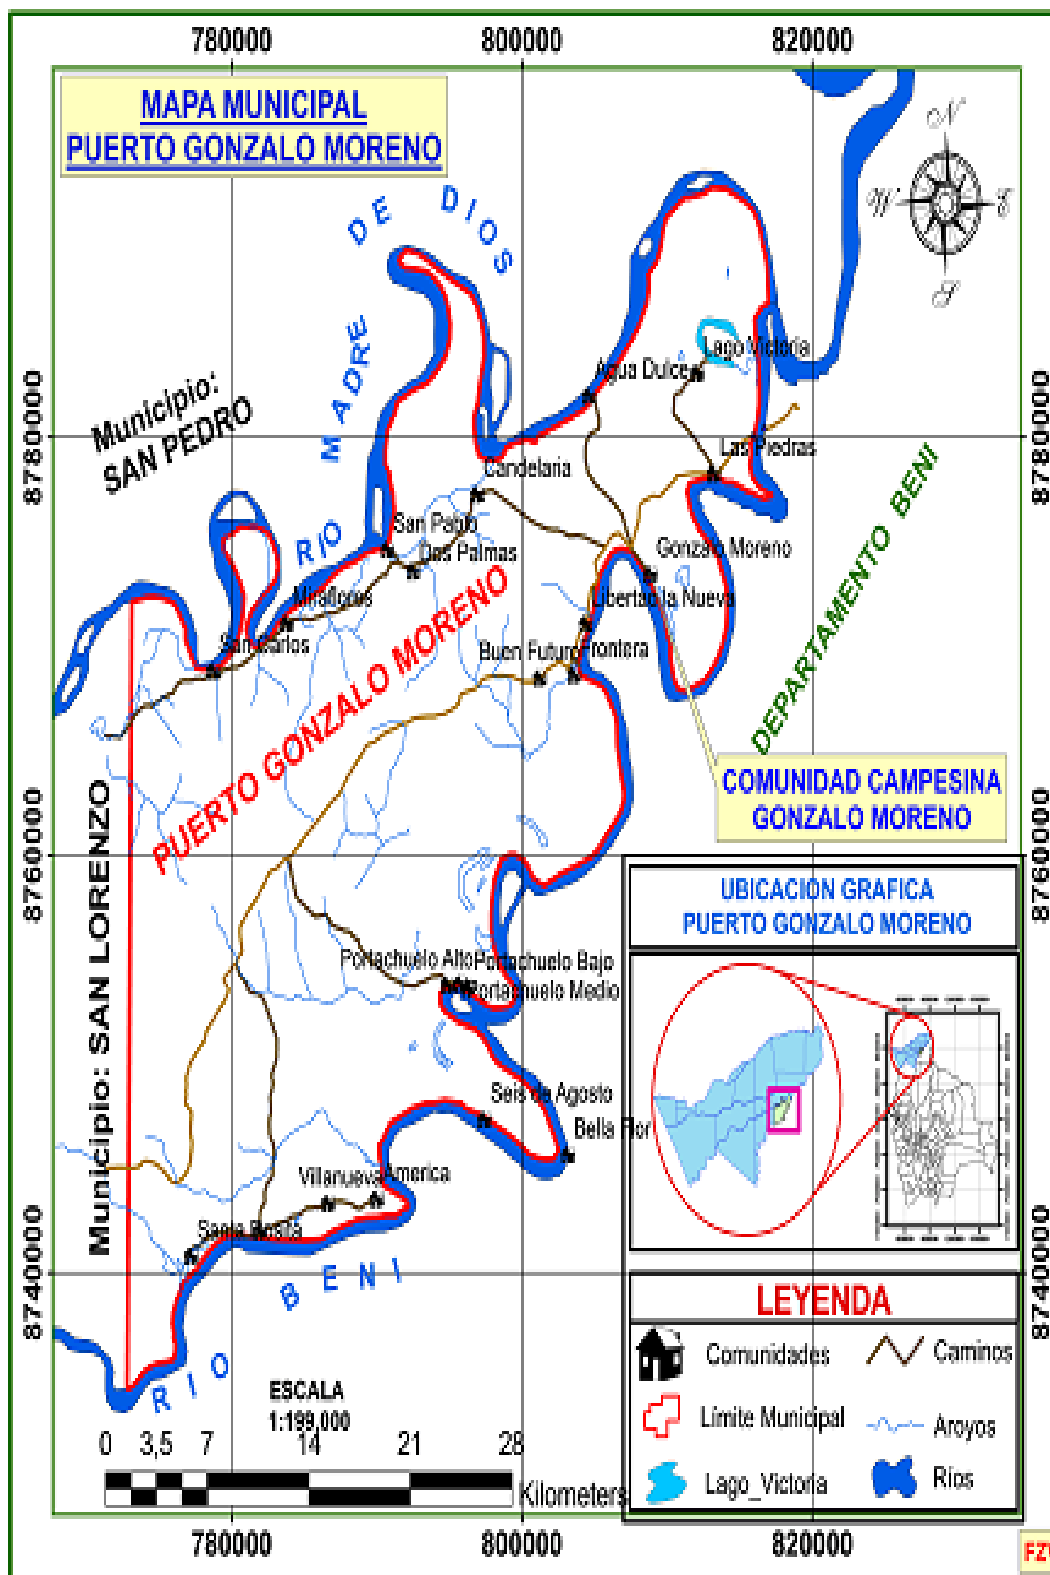 780000
800000
820000
MAPA MUNICIPAL
PUERTO GONZALO MORENO
N
W
E
S
RIO MADRE DE DIOS
Municipio:
SAN PEDRO
8780000
8780000
Lago Victoria
Agua Dulce
Las Piedras
Candelaria
San Pablo
Dos Palmas
Gonzalo Moreno
Miraflores
Libertad la Nueva
San Carlos
Buen Futuro
Frontera
PUERTO GONZALO MORENO
DEPARTAMENTO BENI
COMUNIDAD CAMPESINA
GONZALO MORENO
8760000
8760000
Municipio: SAN LORENZO
UBICACIÓN GRAFICA
PUERTO GONZALO MORENO
Portachuelo Alto
Portachuelo Bajo
Portachuelo Medio
Seis de Agosto
Bella Flor
Villanueva
America
Santa Rosita
8740000
8740000
RIO BENI
LEYENDA
Comunidades
Caminos
Límite Municipal
Aroyos
Lago_Victoria
Ríos
ESCALA
1:199,000
0 3,5 7 14 21 28
Kilometers
780000
800000
820000